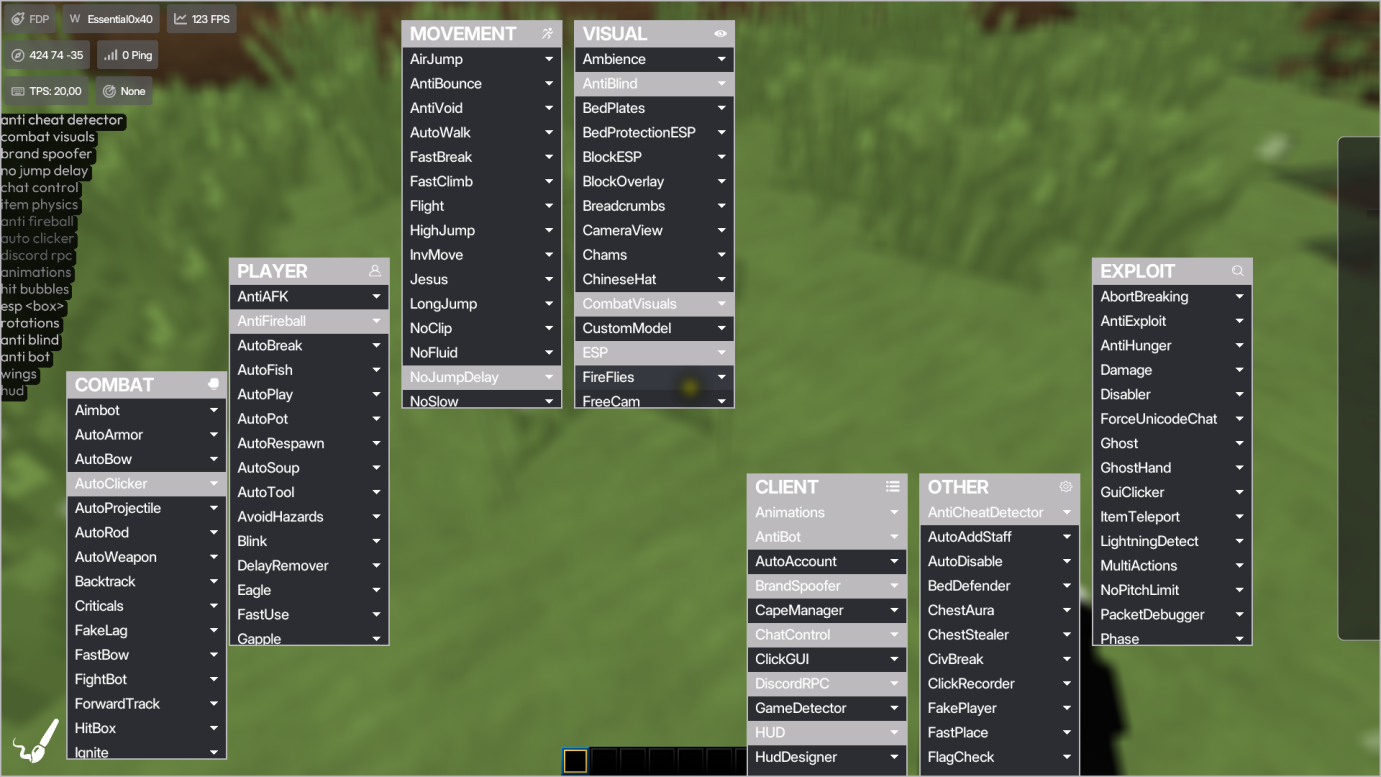 FDP
W Essential0x40
123 FPS
424 74 -35
0 Ping
TPS: 20,00
None
anti cheat detector
combat visuals
brand spoofer
no jump delay
chat control
item physics
anti fireball
auto clicker
discord rpc
animations
hit bubbles
esp <box>
rotations
anti blind
anti bot
wings
hud
COMBAT
Aimbot
AutoArmor
AutoBow
AutoClicker
AutoProjectile
AutoRod
AutoWeapon
Backtrack
Criticals
FakeLag
FastBow
FightBot
ForwardTrack
HitBox
Ignite
PLAYER
AntiAFK
AntiFireball
AutoBreak
AutoFish
AutoPlay
AutoPot
AutoRespawn
AutoSoup
AutoTool
AvoidHazards
Blink
DelayRemover
Eagle
FastUse
Gapple
MOVEMENT
AirJump
AntiBounce
AntiVoid
AutoWalk
FastBreak
FastClimb
Flight
HighJump
InvMove
Jesus
LongJump
NoClip
NoFluid
NoJumpDelay
NoSlow
VISUAL
Ambience
AntiBlind
BedPlates
BedProtectionESP
BlockESP
BlockOverlay
Breadcrumbs
CameraView
Chams
ChineseHat
CombatVisuals
CustomModel
ESP
FireFlies
FreeCam
CLIENT
Animations
AntiBot
AutoAccount
BrandSpoofer
CapeManager
ChatControl
ClickGUI
DiscordRPC
GameDetector
HUD
HudDesigner
OTHER
AntiCheatDetector
AutoAddStaff
AutoDisable
BedDefender
ChestAura
ChestStealer
CivBreak
ClickRecorder
FakePlayer
FastPlace
FlagCheck
EXPLOIT
AbortBreaking
AntiExploit
AntiHunger
Damage
Disabler
ForceUnicodeChat
Ghost
GhostHand
GuiClicker
ItemTeleport
LightningDetect
MultiActions
NoPitchLimit
PacketDebugger
Phase